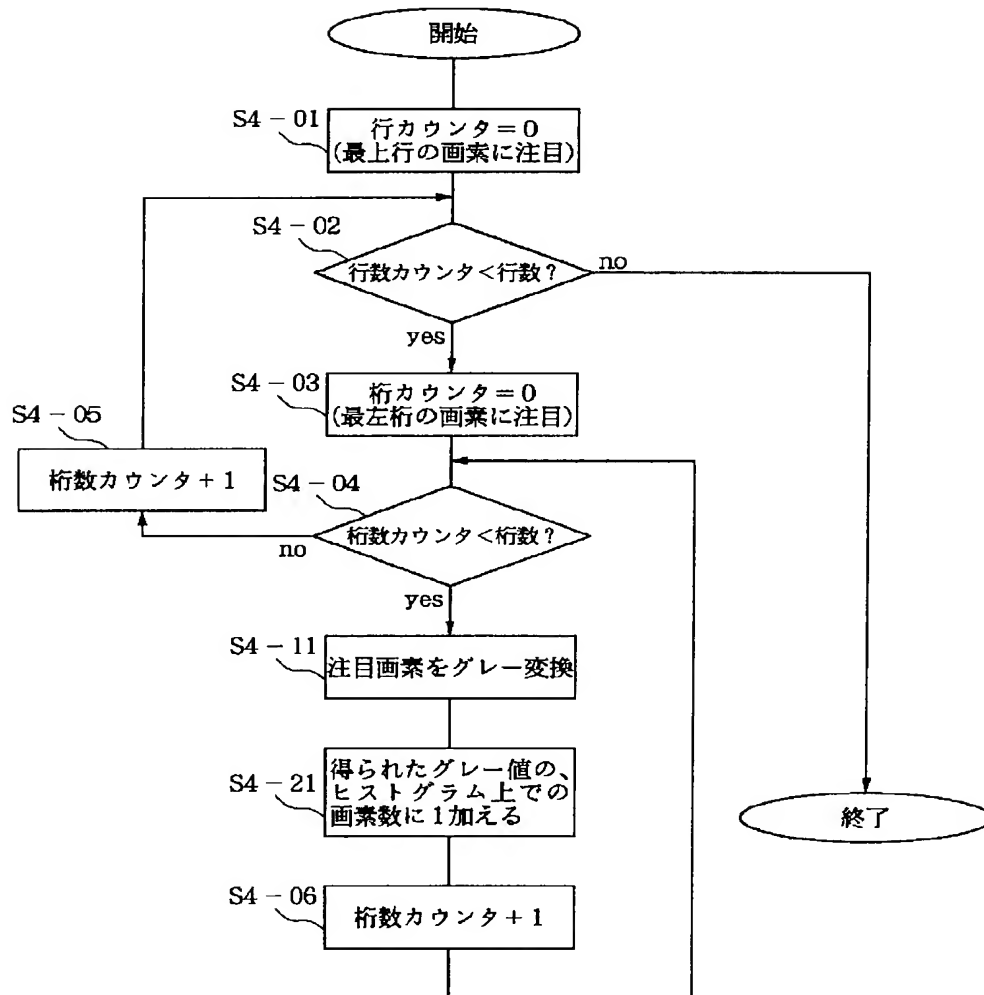 開始
S4-01
行カウンタ=0
(最上行の画素に注目)
S4-02
行数カウンタ<行数?
no
yes
S4-03
桁カウンタ=0
(最左桁の画素に注目)
S4-05
桁数カウンタ+1
S4-04
桁数カウンタ<桁数?
no
yes
S4-11
注目画素をグレー変換
S4-21
得られたグレー値の、
ヒストグラム上での
画素数に1加える
終了
S4-06
桁数カウンタ+1